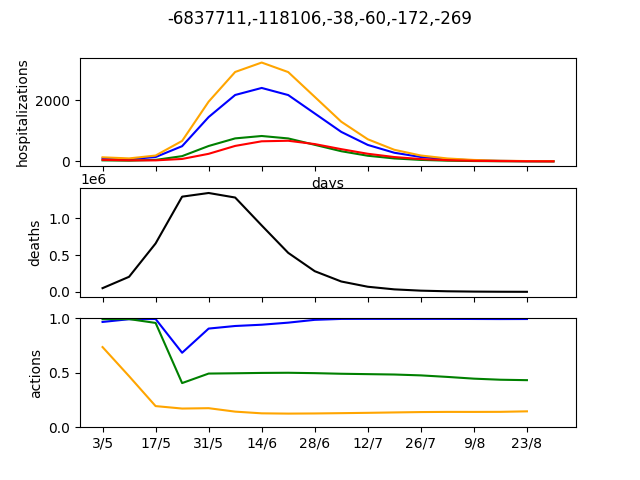 -6837711,-118106,-38,-60,-172,-269
hospitalizations
2000
0
days
1e6
deaths
1.0
0.5
0.0
actions
1.0
0.5
0.0
3/5 17/5 31/5 14/6 28/6 12/7 26/7 9/8 23/8